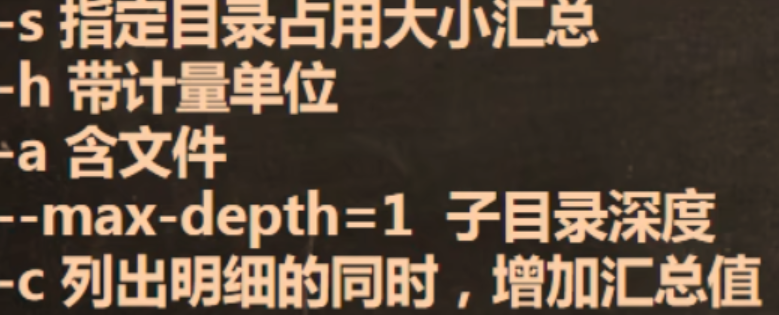 -s 指定目录占用大小汇总
-h 带计量单位
-a 含文件
--max-depth=1 子目录深度
-c 列出明细的同时，增加汇总值